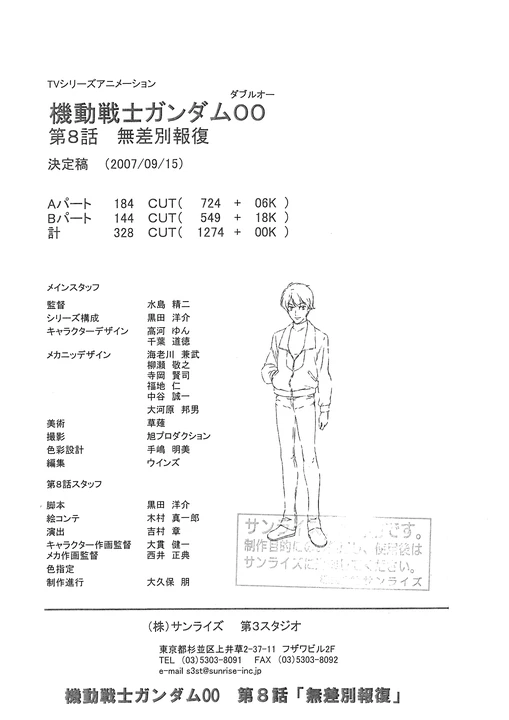 TVシリーズアニメーション
ダブルオー
機動戦士ガンダム00
第8話 無差別報復
決定稿 (2007/09/15)
Aパート 184 CUT( 724 + 06K )
Bパート 144 CUT( 549 + 18K )
計 328 CUT( 1274 + 00K )
メインスタッフ
監督 水島 精二
シリーズ構成 黒田 洋介
キャラクターデザイン 高河 ゆん
千葉 道徳
メカニッデザイン 海老川 兼武
柳瀬 敬之
寺岡 賢司
福地 仁
中谷 誠一
大河原 邦男
美術 草薙
撮影 旭プロダクション
色彩設計 手嶋 明美
編集 ウインズ
第8話スタッフ
脚本 黒田 洋介
絵コンテ 木村 真一郎
演出 吉村 章
キャラクター作画監督 大貫 健一
メカ作画監督 西井 正典
色指定
制作進行 大久保 朋
サンライ です。
制作目的に 使用後は
サンライズに ください。
サンライズ
(株)サンライズ 第3スタジオ
東京都杉並区上井草2-37-11 フザワビル2F
TEL (03)5303-8091 FAX (03)5303-8092
e-mail s3st@sunrise-inc.jp
機動戦士ガンダム00 第8話「無差別報復」